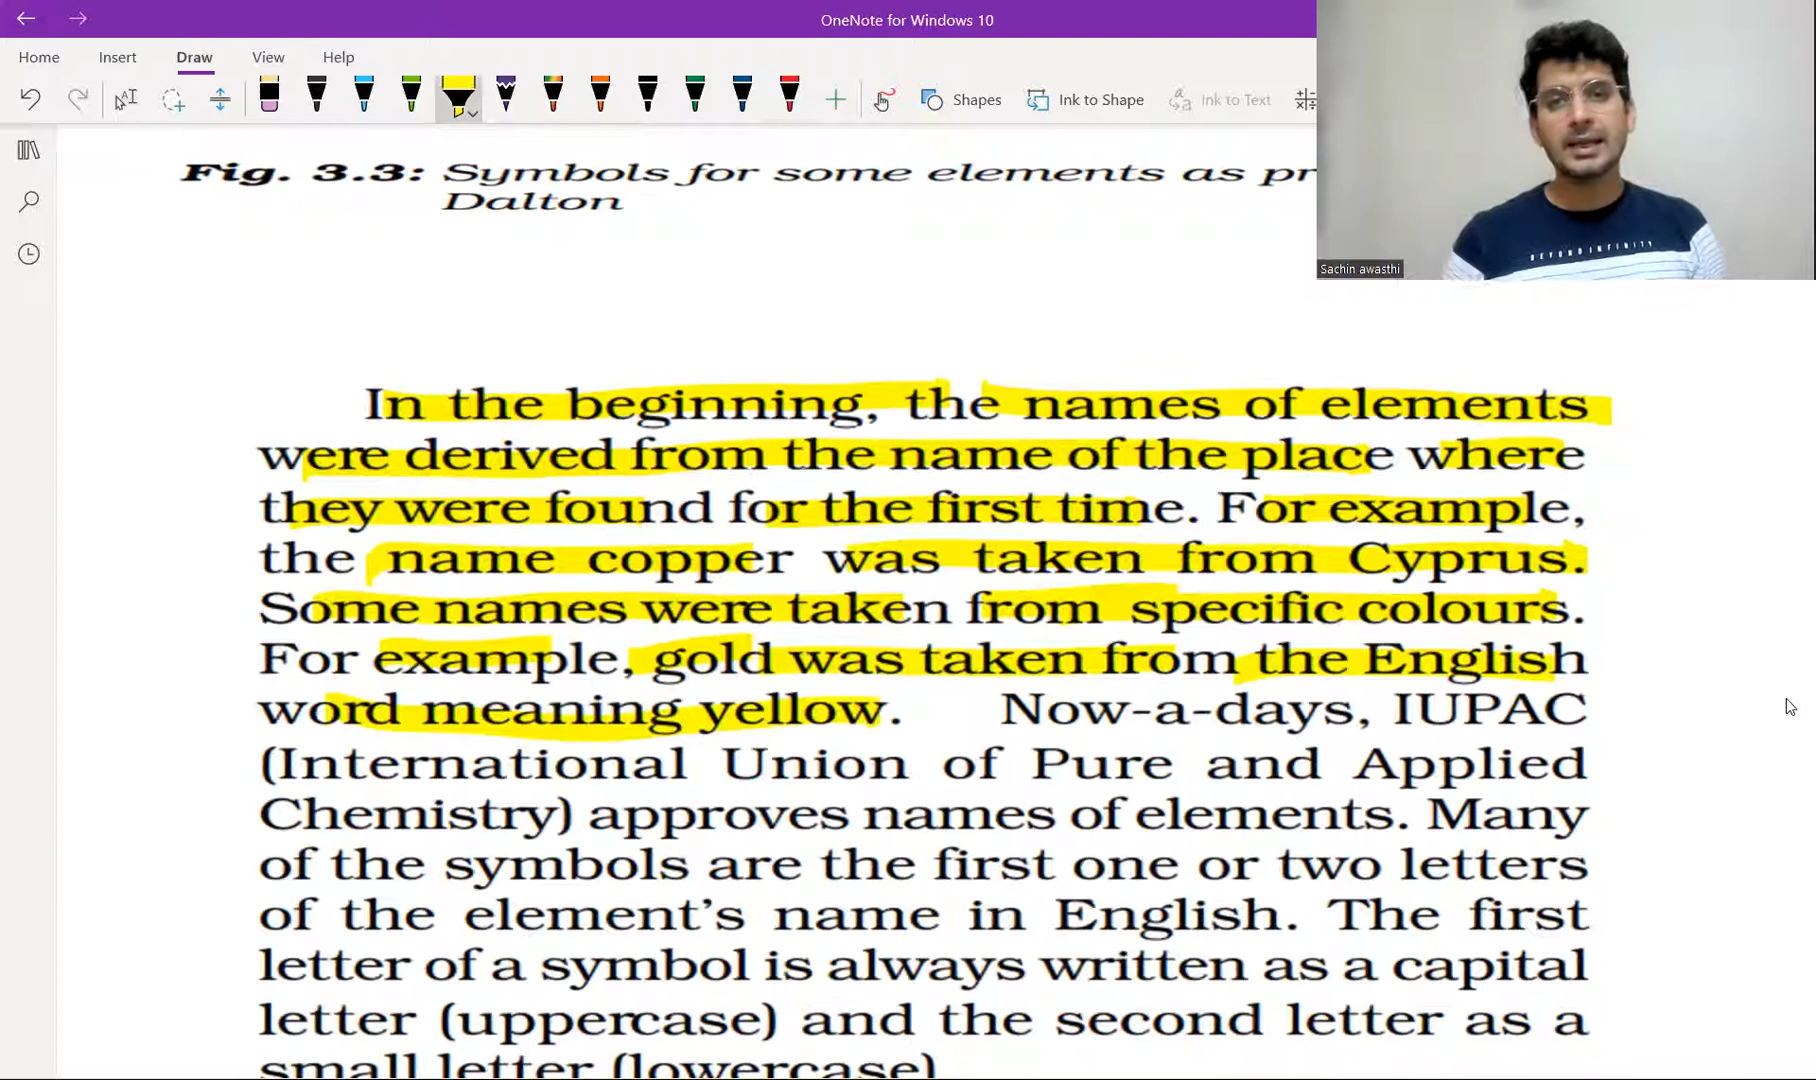 OneNote for Windows 10
Home Insert Draw View Help
Shapes Ink to Shape Ink to Text
Fig. 3.3: Symbols for some elements as pr
Dalton
BEYOND INFINITY
Sachin awasthi
In the beginning, the names of elements
were derived from the name of the place where
they were found for the first time. For example,
the name copper was taken from Cyprus.
Some names were taken from specific colours.
For example, gold was taken from the English
word meaning yellow. Now-a-days, IUPAC
(International Union of Pure and Applied
Chemistry) approves names of elements. Many
of the symbols are the first one or two letters
of the element’s name in English. The first
letter of a symbol is always written as a capital
letter (uppercase) and the second letter as a
small letter (lowercase)